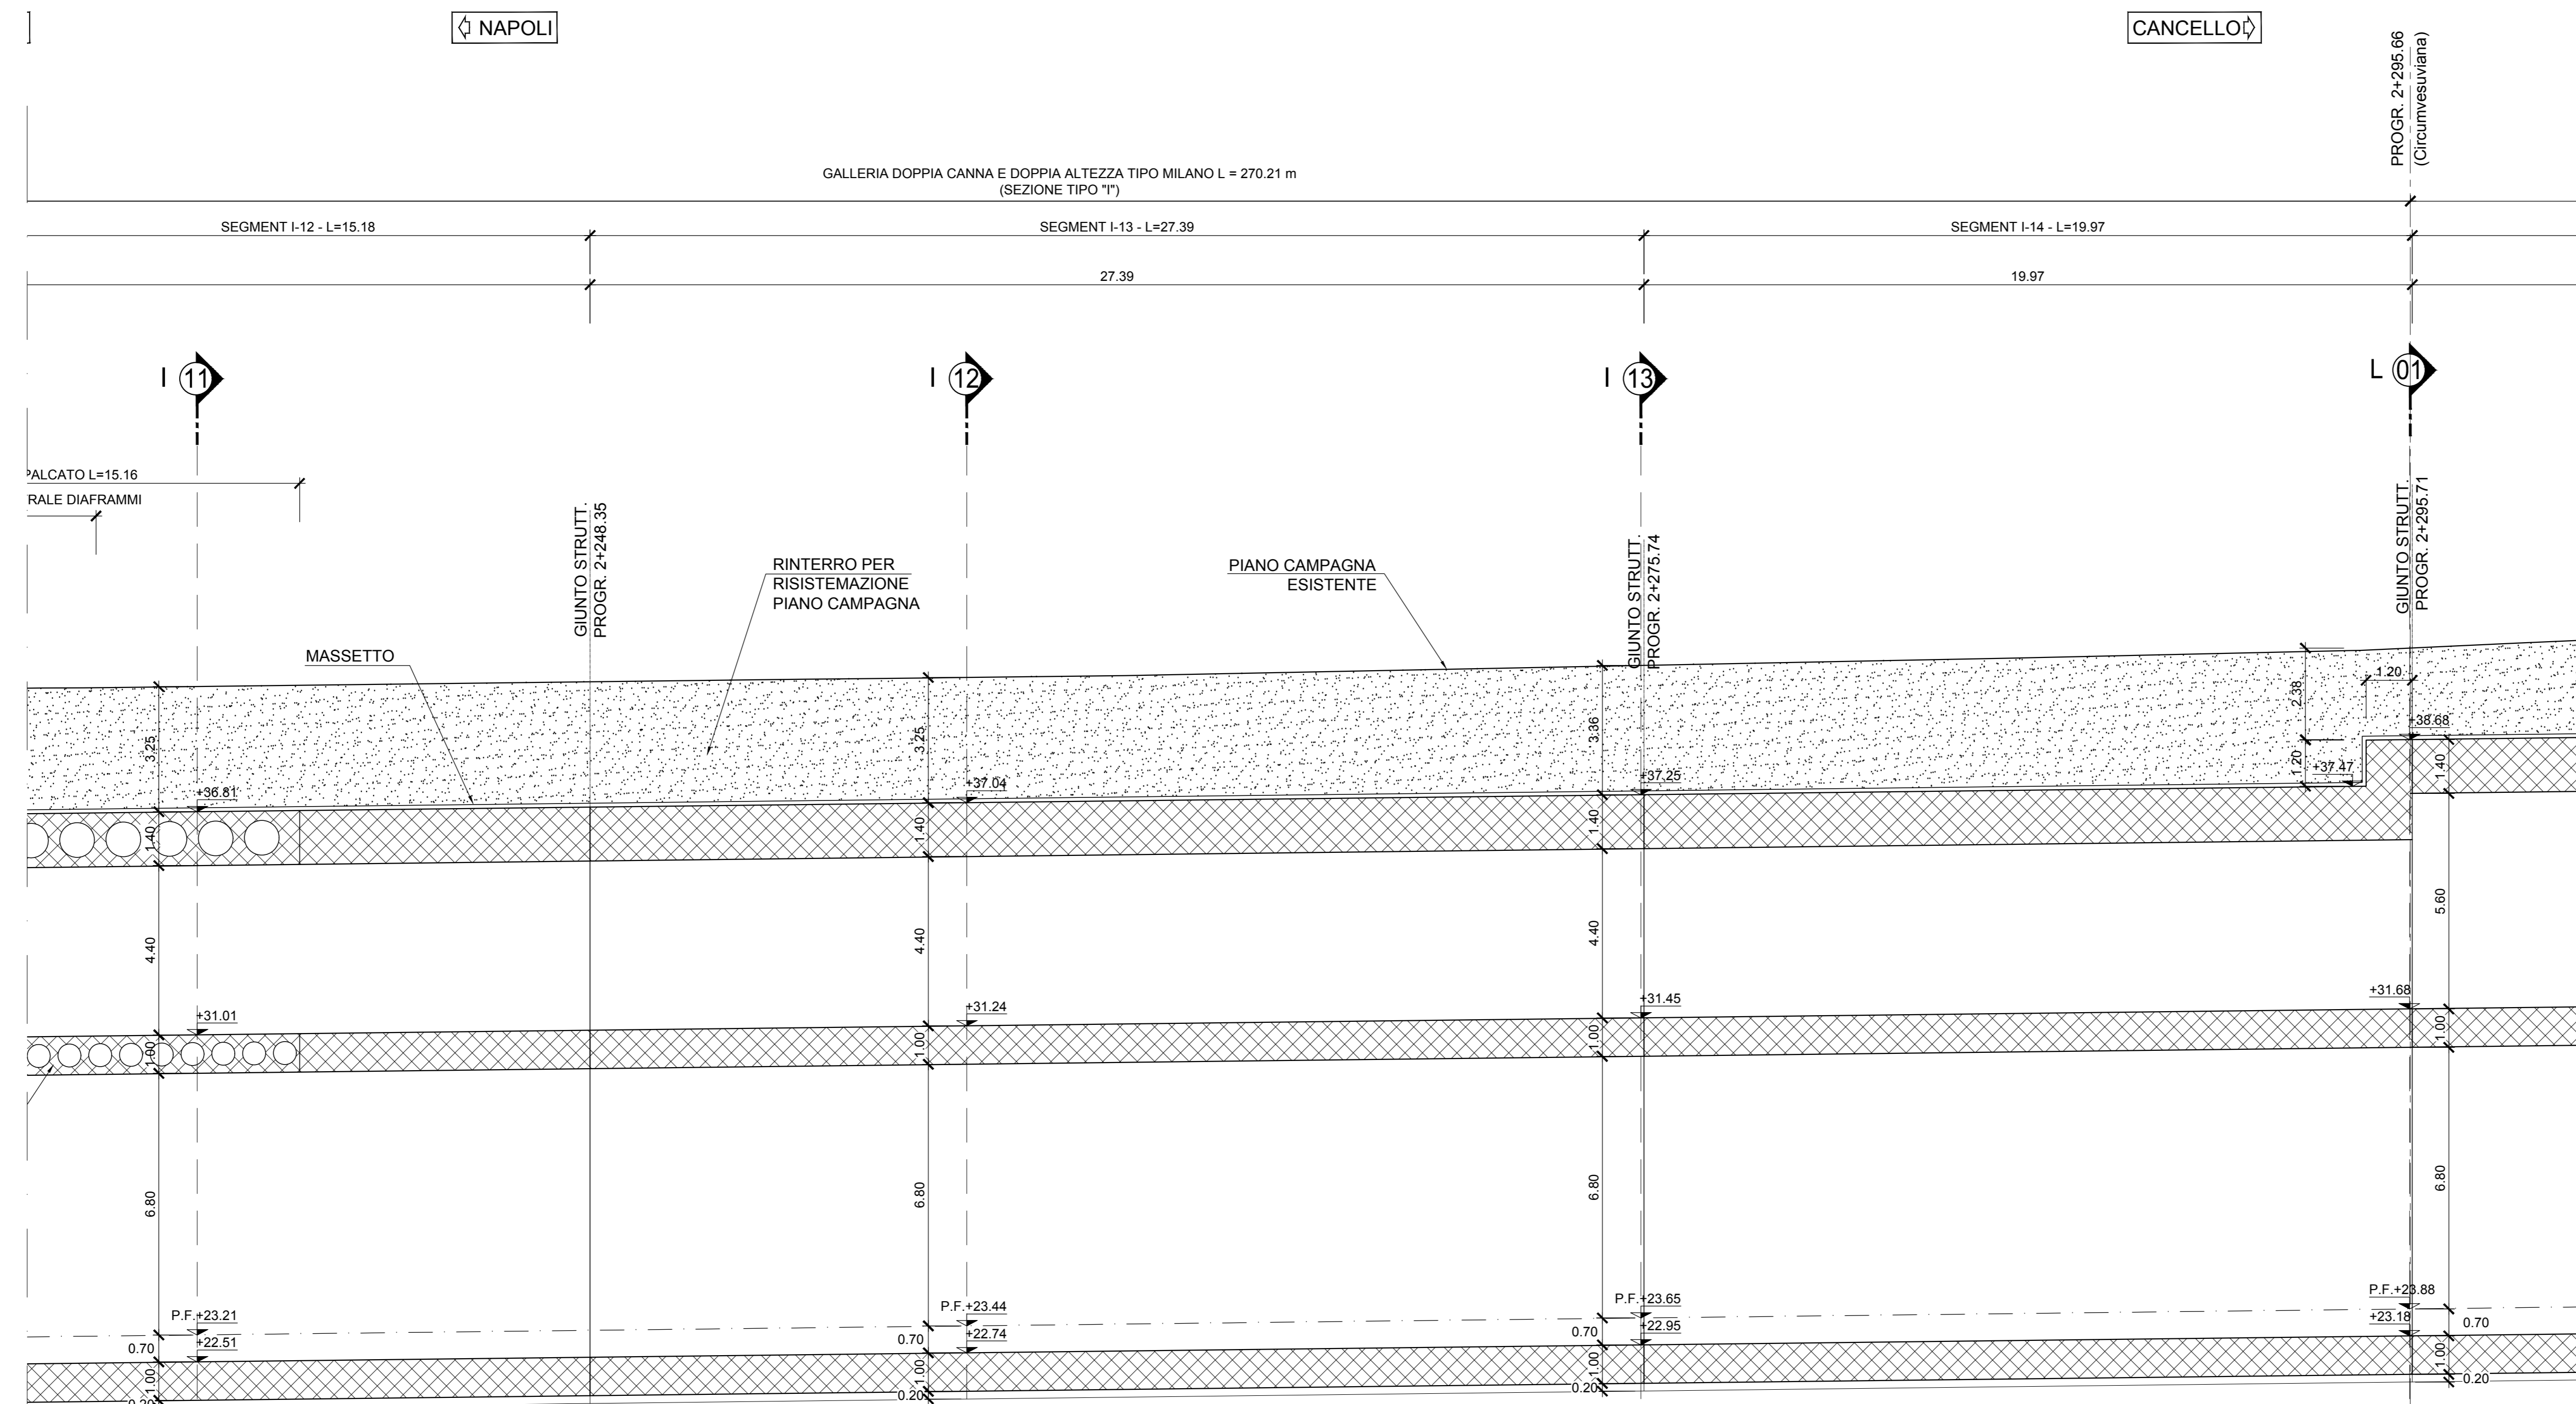 NAPOLI
CANCELLO
PROGR. 2+295.66
(Circumvesuviana)
GALLERIA DOPPIA CANNA E DOPPIA ALTEZZA TIPO MILANO L = 270.21 m
(SEZIONE TIPO "I")
SEGMENT I-12 - L=15.18
SEGMENT I-13 - L=27.39
SEGMENT I-14 - L=19.97
27.39
19.97
I 11
I 12
I 13
L 01
PALCATO L=15.16
RALE DIAFRAMMI
GIUNTO STRUTT.
PROGR. 2+248.35
RINTERRO PER
RISISTEMAZIONE
PIANO CAMPAGNA
PIANO CAMPAGNA
ESISTENTE
GIUNTO STRUTT.
PROGR. 2+275.74
GIUNTO STRUTT.
PROGR. 2+295.71
MASSETTO
3.25
3.25
3.36
2.38
1.20
+38.68
+36.81
+37.04
+37.25
1.20
+37.47
1.40
1.40
1.40
1.40
4.40
4.40
4.40
5.60
+31.01
+31.24
+31.45
+31.68
1.00
1.00
1.00
1.00
6.80
6.80
6.80
6.80
P.F.+23.21
P.F.+23.44
P.F.+23.65
P.F.+23.88
+22.51
+22.74
+22.95
+23.18
0.70
0.70
0.70
0.70
1.00
1.00
1.00
1.00
0.20
0.20
0.20
0.20